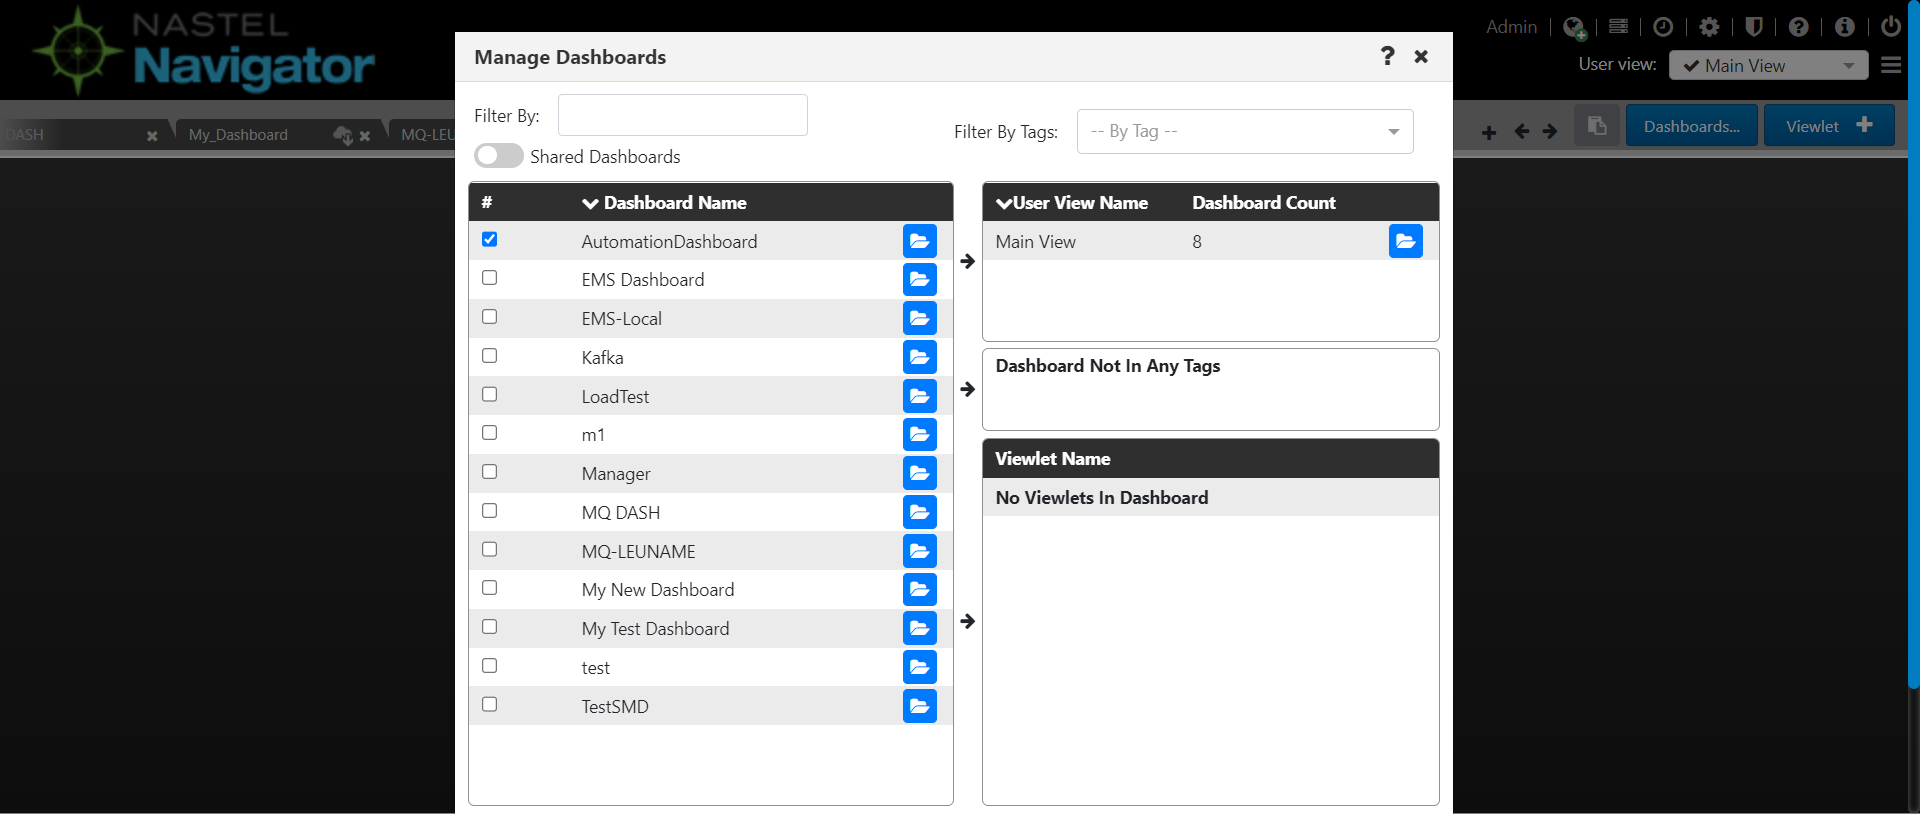 NASTEL
Navigator
Admin
User view:
Main View
DASH
My_Dashboard
MQ-LEU
Dashboards...
Viewlet
Manage Dashboards
?
Filter By:
Shared Dashboards
Filter By Tags:
-- By Tag --
# Dashboard Name
AutomationDashboard
EMS Dashboard
EMS-Local
Kafka
LoadTest
m1
Manager
MQ DASH
MQ-LEUNAME
My New Dashboard
My Test Dashboard
test
TestSMD
User View Name Dashboard Count
Main View 8
Dashboard Not In Any Tags
Viewlet Name
No Viewlets In Dashboard